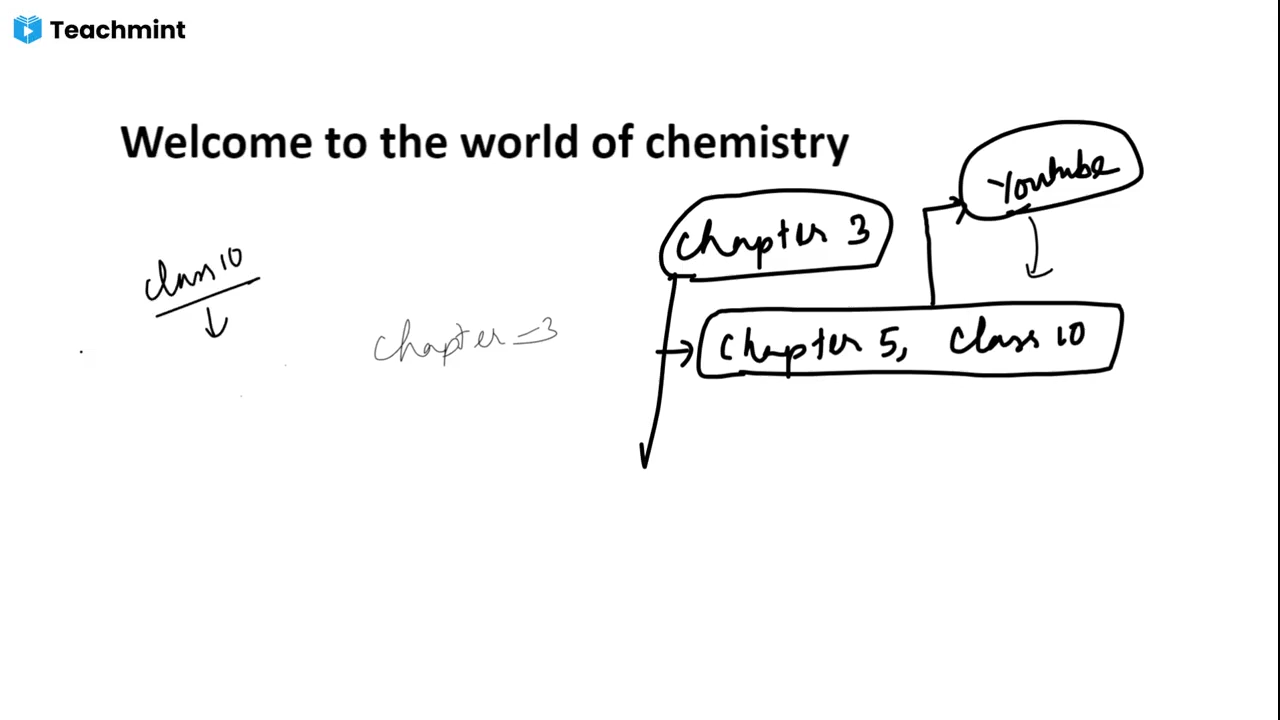 Teachmint
Welcome to the world of chemistry
Youtube
Chapter 3
Class 10
Chapter - 3
Chapter 5, Class 10